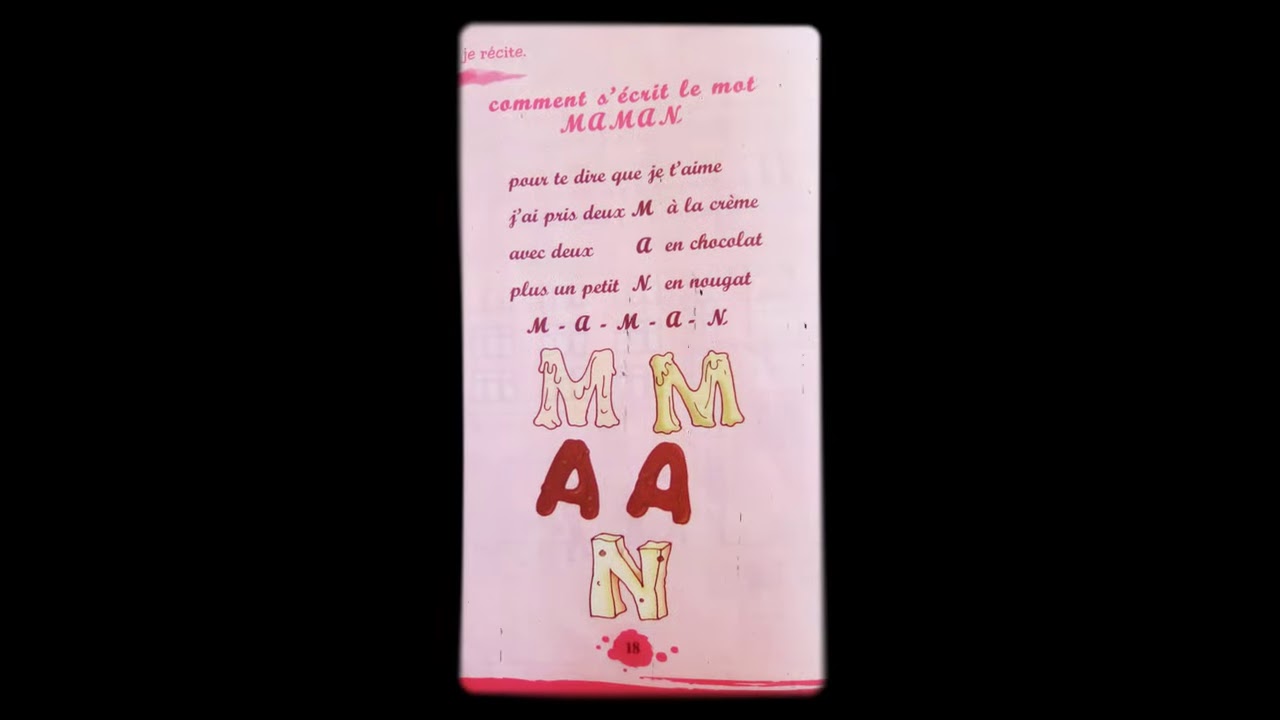 je récite.
comment s'écrit le mot
MAMAN
pour te dire que je t'aime
j'ai pris deux M à la crème
avec deux A en chocolat
plus un petit N en nougat
M - A - M - A - N
M M
A A
N
18